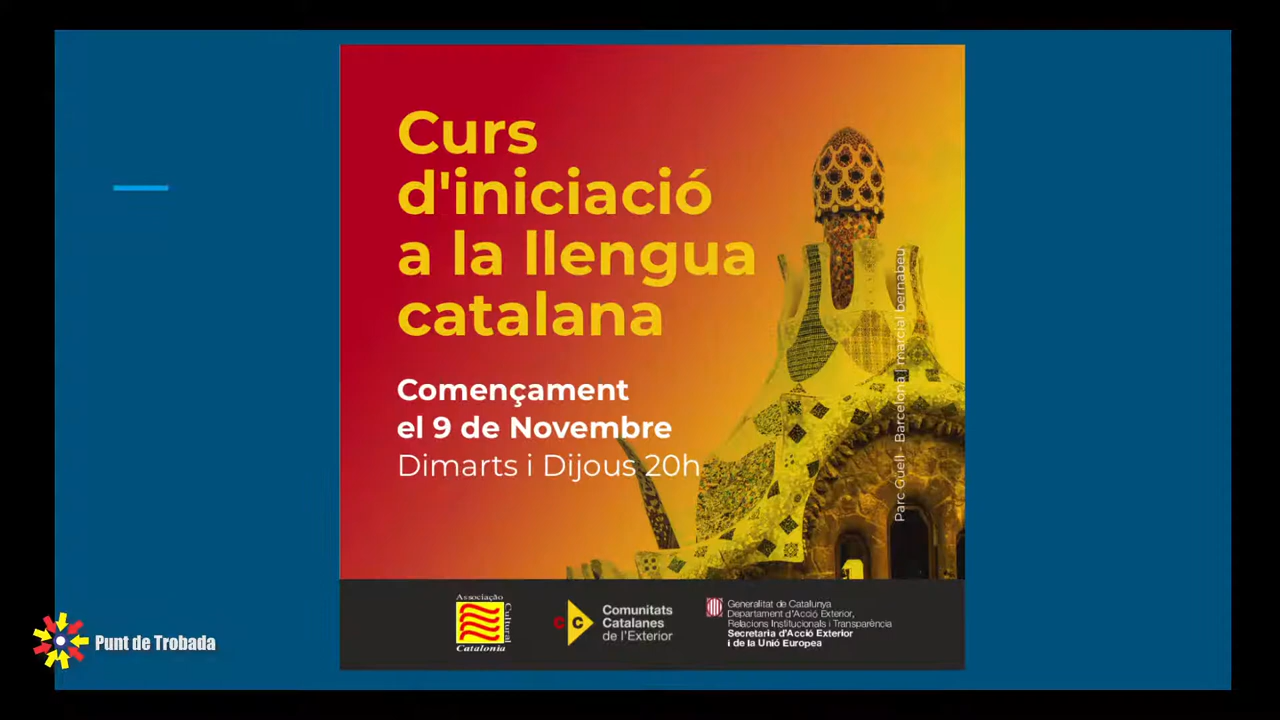 Curs
d'iniciació
a la llengua
catalana
Començament
el 9 de Novembre
Dimarts i Dijous 20h
Parc Güell - Barcelona | marcial bernabeu
Associação
Cultural
Catalonia
CC
Comunitats
Catalanes
de l'Exterior
Generalitat de Catalunya
Departament d'Acció Exterior,
Relacions Institucionals i Transparència
Secretaria d'Acció Exterior
i de la Unió Europea
Punt de Trobada